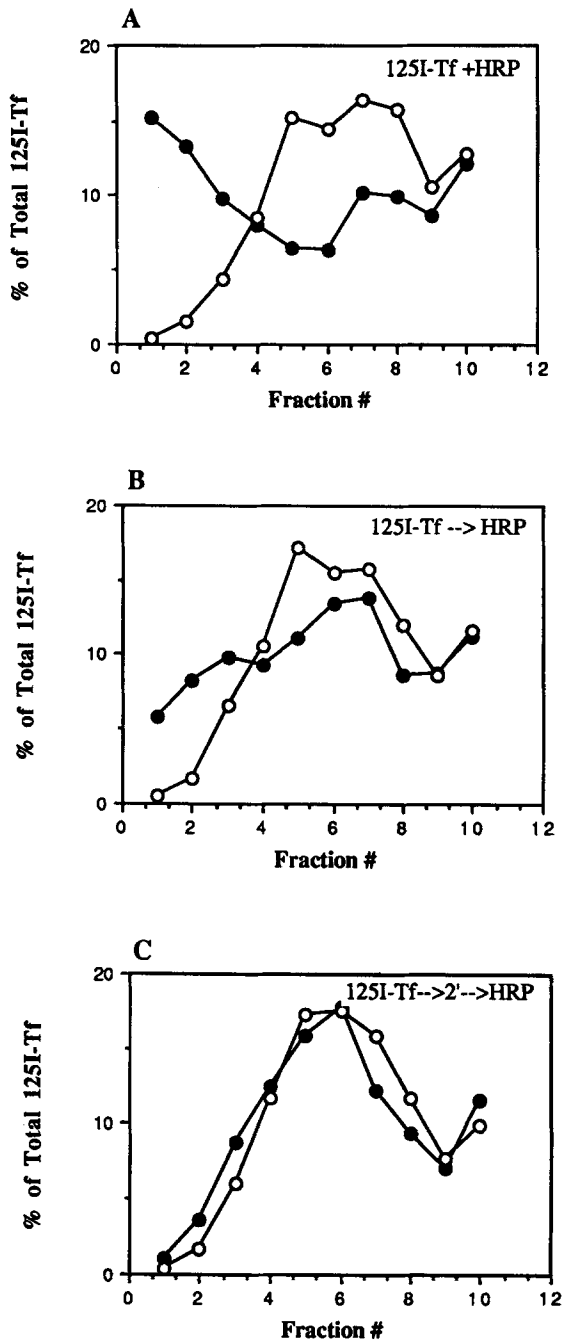 A
125I-Tf +HRP
% of Total 125I-Tf
20
10
0
0 2 4 6 8 10 12
Fraction #
B
125I-Tf --> HRP
% of Total 125I-Tf
20
10
0
0 2 4 6 8 10 12
Fraction #
C
125I-Tf-->2'-->HRP
% of Total 125I-Tf
20
10
0
0 2 4 6 8 10 12
Fraction #